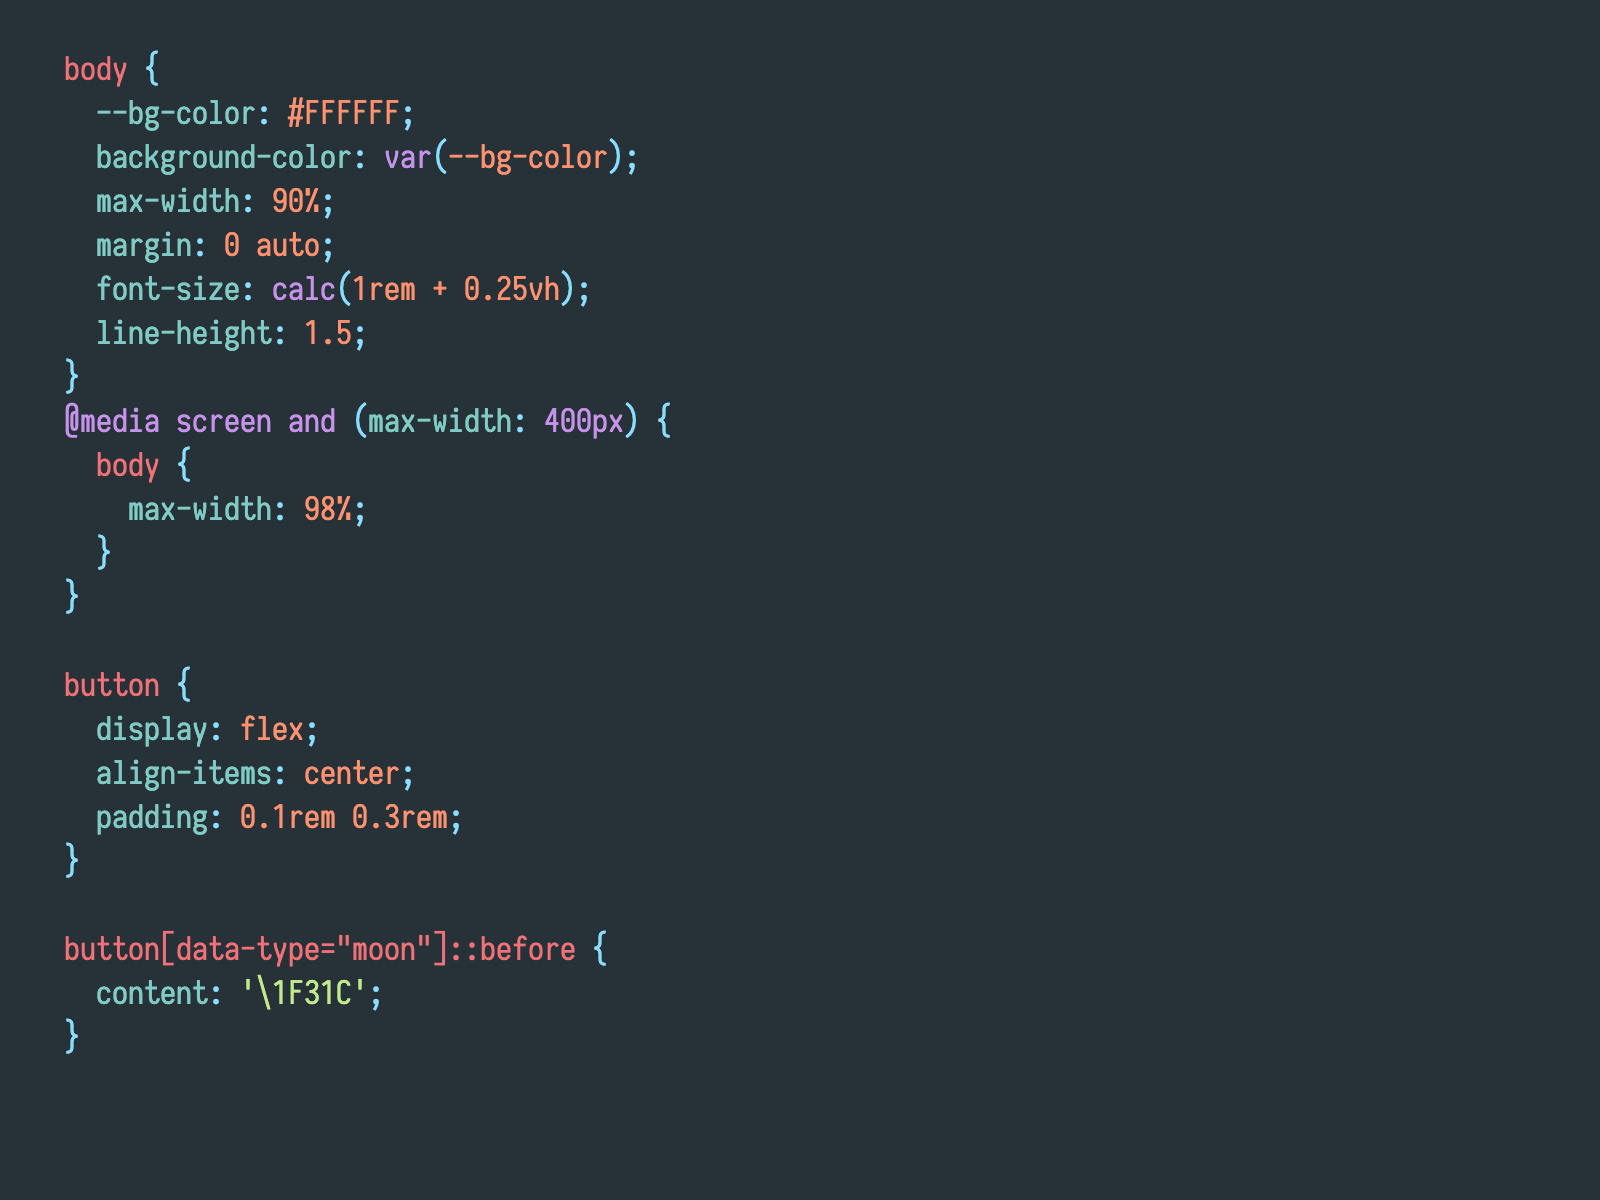 body {
  --bg-color: #FFFFFF;
  background-color: var(--bg-color);
  max-width: 90%;
  margin: 0 auto;
  font-size: calc(1rem + 0.25vh);
  line-height: 1.5;
}
@media screen and (max-width: 400px) {
  body {
    max-width: 98%;
  }
}

button {
  display: flex;
  align-items: center;
  padding: 0.1rem 0.3rem;
}

button[data-type="moon"]::before {
  content: '\1F31C';
}